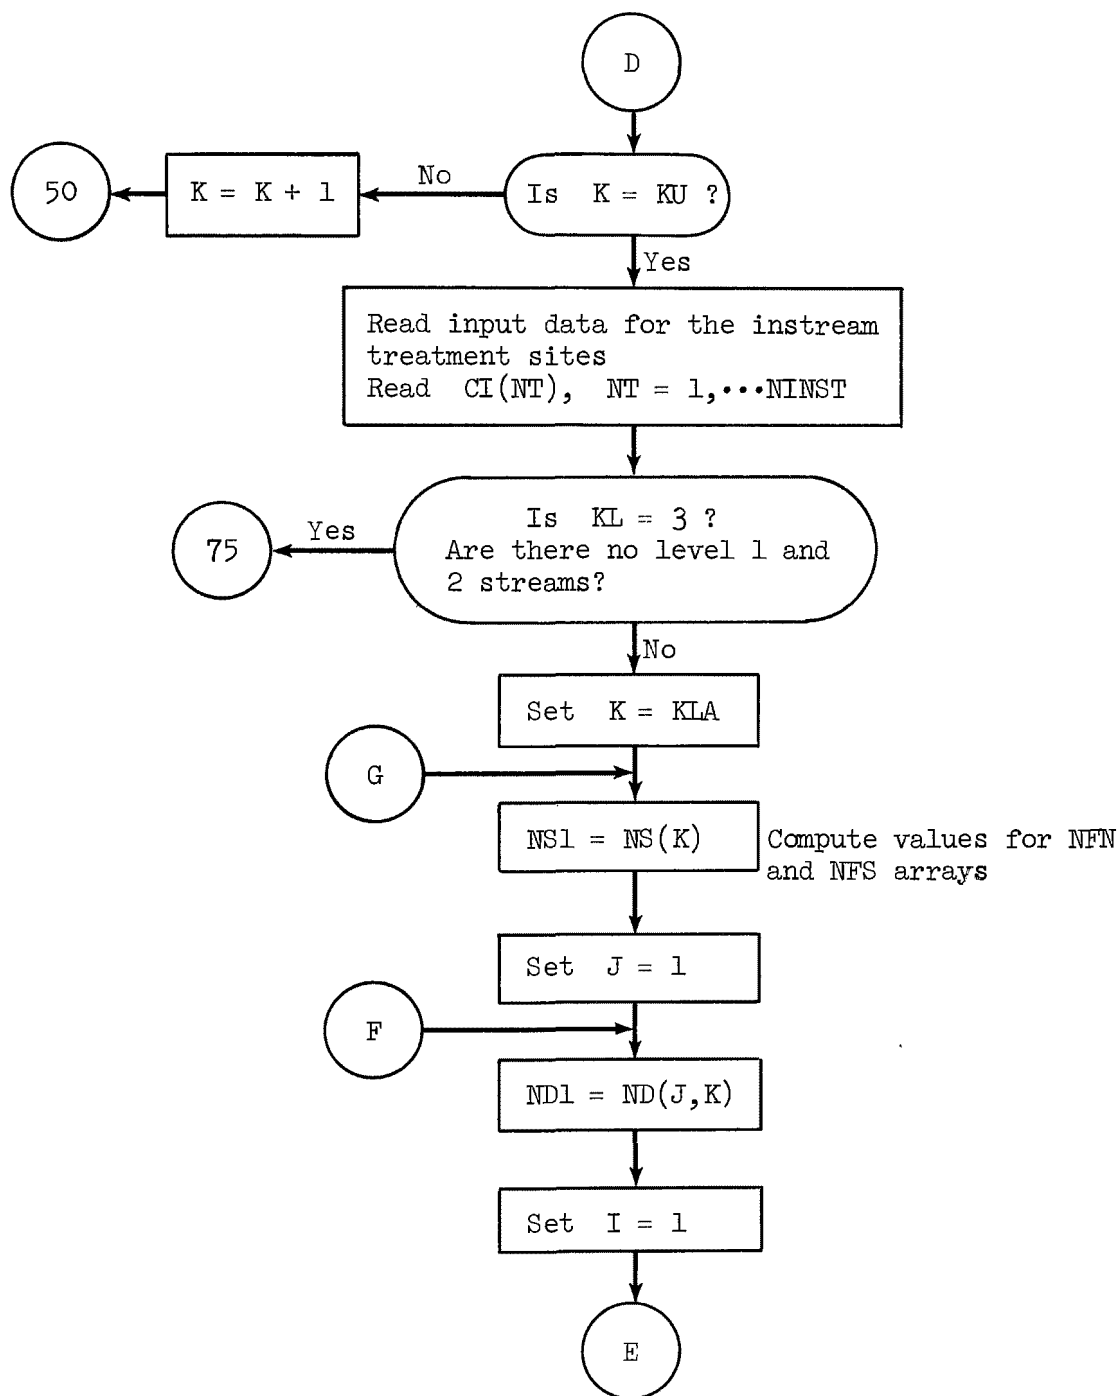 D
50
K = K + 1
No
Is K = KU ?
Yes
Read input data for the instream
treatment sites
Read CI(NT), NT = 1,•••NINST
75
Yes
Is KL = 3 ?
Are there no level 1 and
2 streams?
No
Set K = KLA
G
NS1 = NS(K)
Compute values for NFN
and NFS arrays
Set J = 1
F
ND1 = ND(J,K)
Set I = 1
E